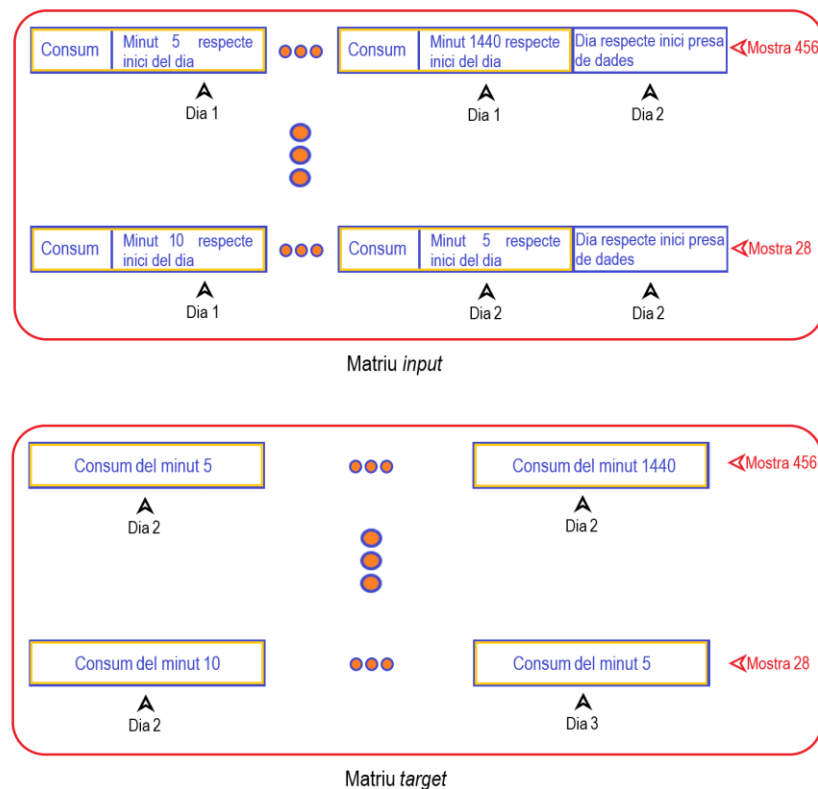 Consum
Minut 5 respecte
inici del dia
Consum
Minut 1440 respecte
inici del dia
Dia respecte inici presa
de dades
Mostra 456
Dia 1
Dia 1
Dia 2
Consum
Minut 10 respecte
inici del dia
Consum
Minut 5 respecte
inici del dia
Dia respecte inici presa
de dades
Mostra 28
Dia 1
Dia 2
Dia 2
Matriu input
Consum del minut 5
Consum del minut 1440
Mostra 456
Dia 2
Dia 2
Consum del minut 10
Consum del minut 5
Mostra 28
Dia 2
Dia 3
Matriu target